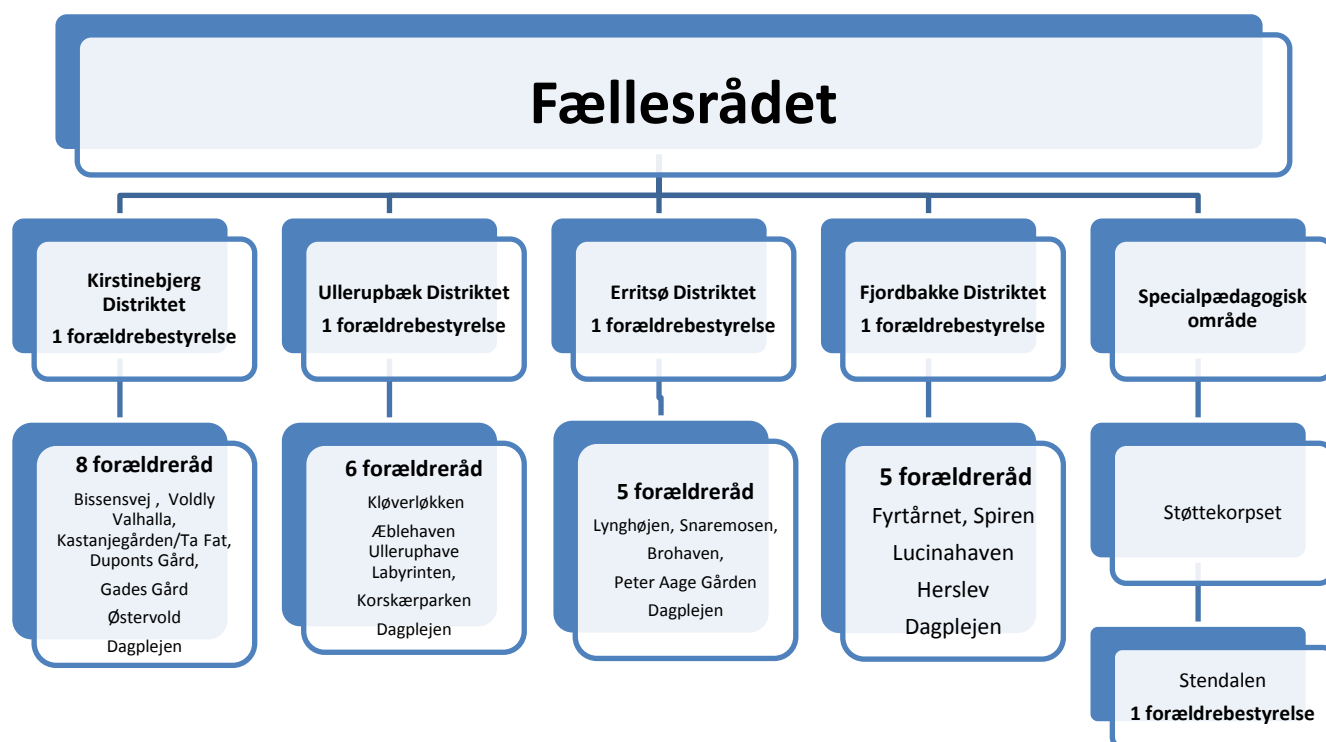 Fællesrådet
Kirstinebjerg
Distriktet
1 forældrebestyrelse
Ullerupbæk Distriktet
1 forældrebestyrelse
Erritsø Distriktet
1 forældrebestyrelse
Fjordbakke Distriktet
1 forældrebestyrelse
Specialpædagogisk
område
8 forældreråd
Bissensvej , Voldly
Valhalla,
Kastanjegården/Ta Fat,
Duponts Gård,
Gades Gård
Østervold
Dagplejen
6 forældreråd
Kløverløkken
Æblehaven
Ulleruphave
Labyrinten,
Korskærparken
Dagplejen
5 forældreråd
Lynghøjen, Snaremosen,
Brohaven,
Peter Aage Gården
Dagplejen
5 forældreråd
Fyrtårnet, Spiren
Lucinahaven
Herslev
Dagplejen
Støttekorpset
Stendalen
1 forældrebestyrelse